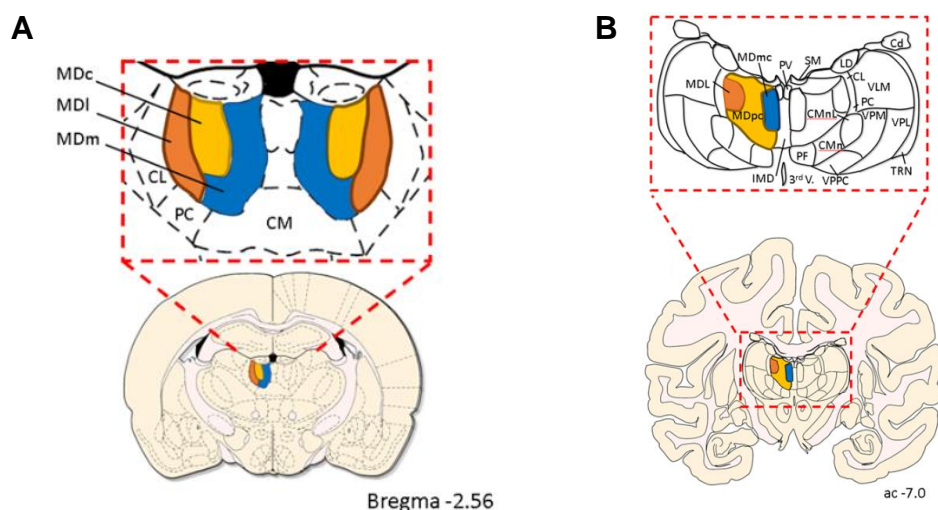 A
MDc
MDl
MDm
CL
PC
CM
Bregma -2.56
B
Cd
MDmc
PV
SM
LD
CL
MDL
VLM
PC
MDpc
CMnL
VPM
VPL
CMn
PF
IMD
3rd V.
VPPC
TRN
ac -7.0